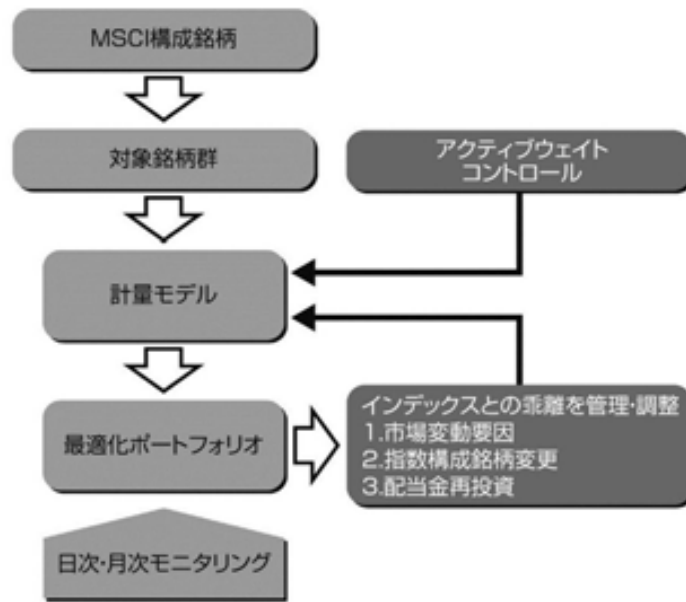 MSCI構成銘柄
対象銘柄群
アクティブウェイト
コントロール
計量モデル
最適化ポートフォリオ
インデックスとの乖離を管理・調整
1.市場変動要因
2.指数構成銘柄変更
3.配当金再投資
日次・月次モニタリング